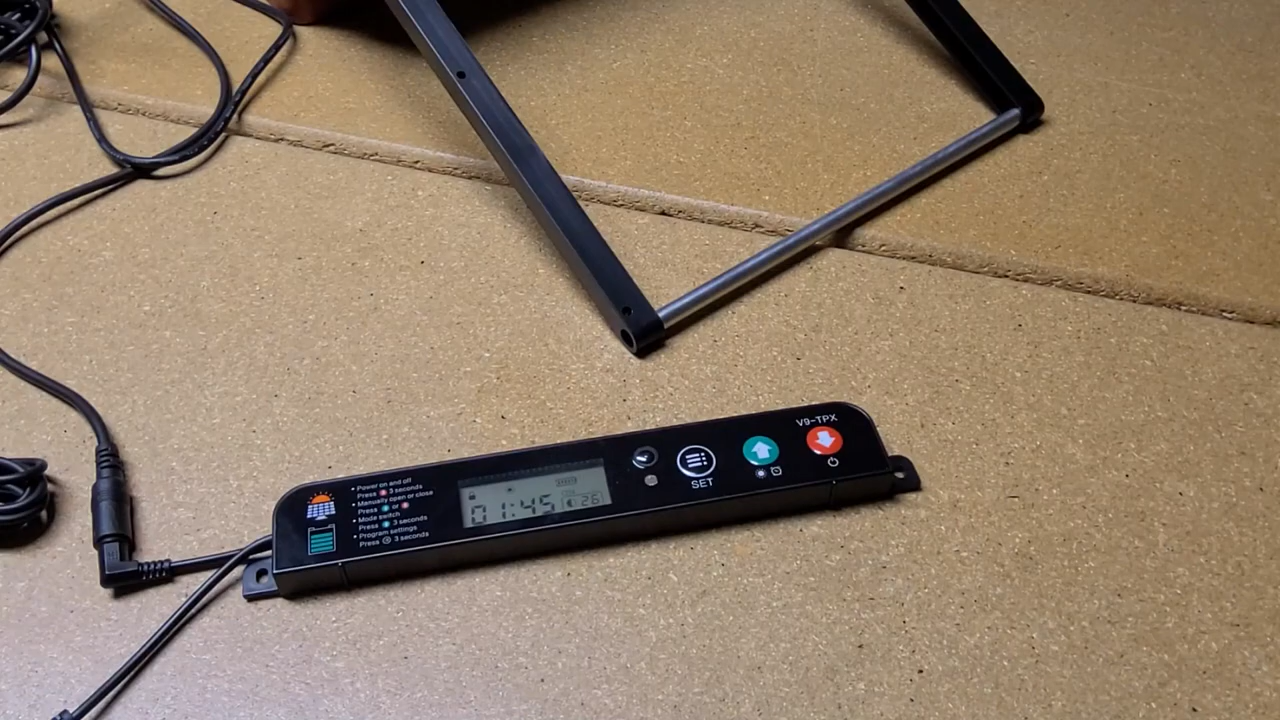 V9-TPX
• Power on and off
Press 3 seconds
• Manually open or close
Press or
• Mode switch
Press 3 seconds
• Program settings
Press 3 seconds
01:45
26
SET